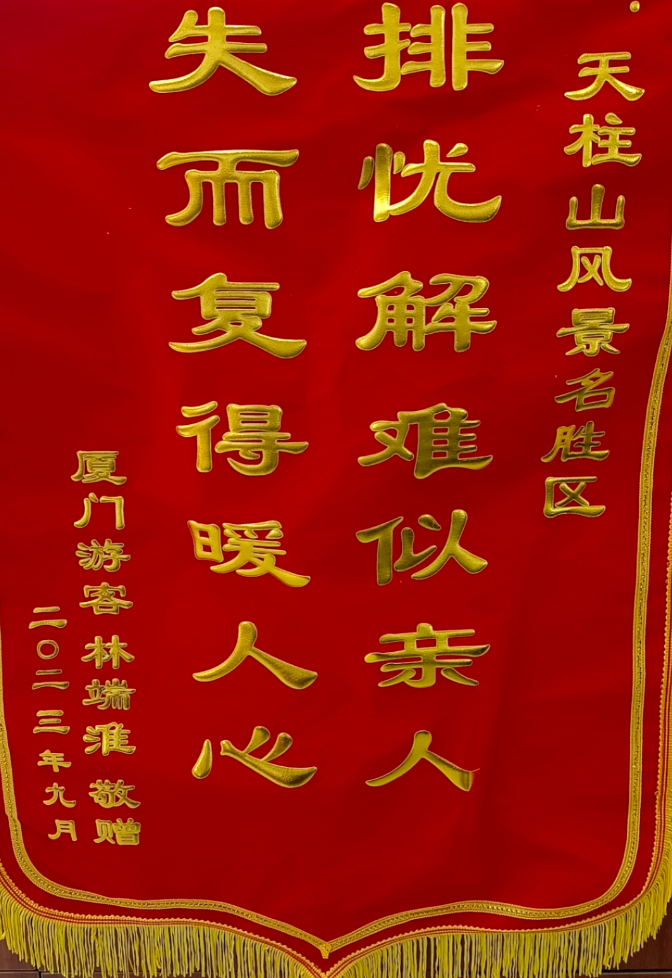 天柱山风景名胜区
排忧解难似亲人
失而复得暖人心
厦门游客 林端淮 敬赠
二〇二三年九月